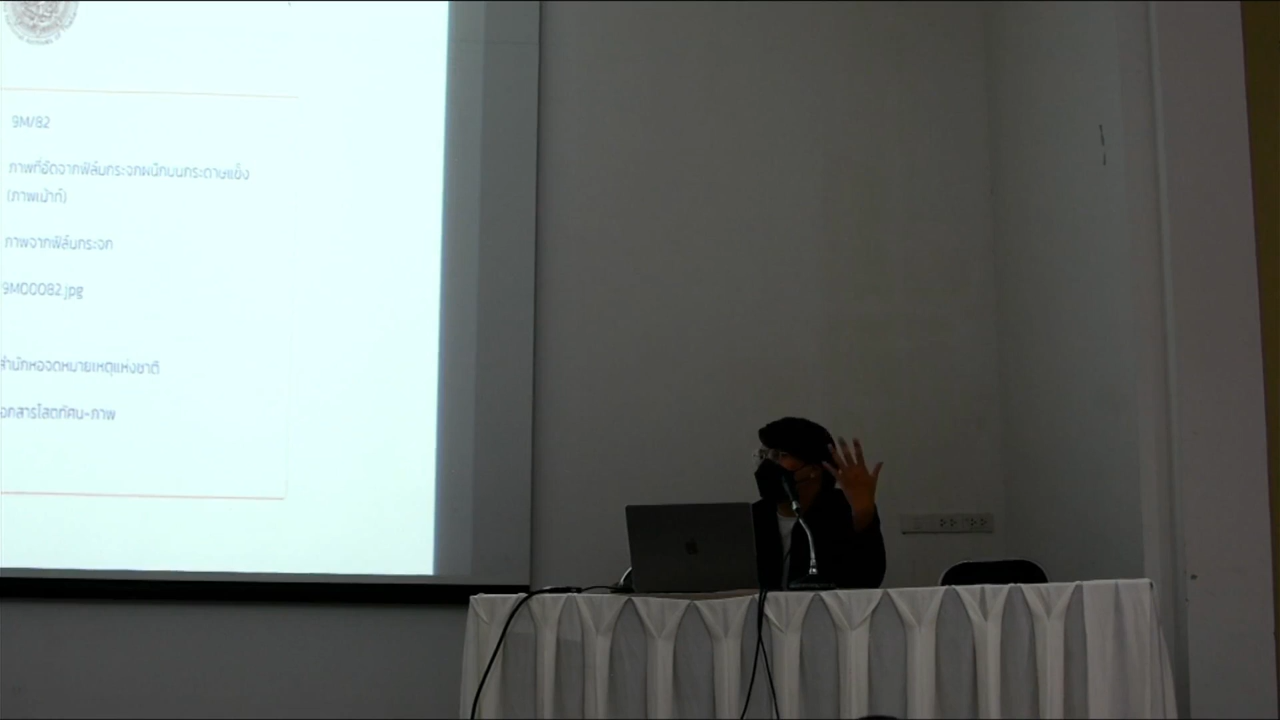 9M/82
ภาพที่อัดจากฟิล์มกระจกผนึกบนกระดาษแข็ง
(ภาพเม้าท์)
ภาพจากฟิล์มกระจก
9M00082.jpg
สำนักหอจดหมายเหตุแห่งชาติ
อกสารโสตทัศน-ภาพ